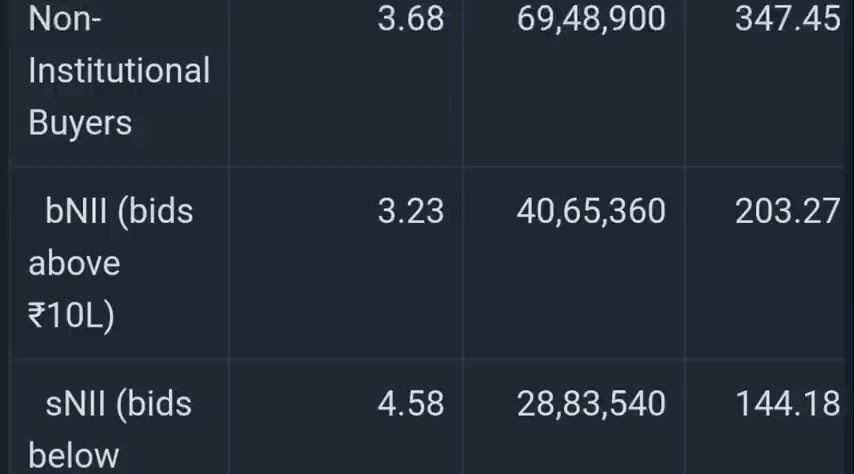 Non- 3.68 69,48,900 347.45
Institutional
Buyers
bNII (bids 3.23 40,65,360 203.27
above
₹10L)
sNII (bids 4.58 28,83,540 144.18
below